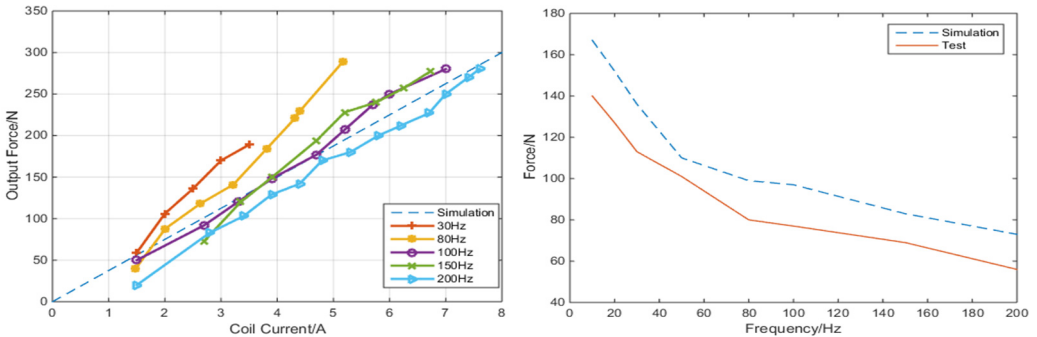 350
300
250
200
150
100
50
0
Output Force/N
0 1 2 3 4 5 6 7 8
Coil Current/A
Simulation
30Hz
80Hz
100Hz
150Hz
200Hz
180
160
140
120
100
80
60
40
Force/N
0 20 40 60 80 100 120 140 160 180 200
Frequency/Hz
Simulation
Test